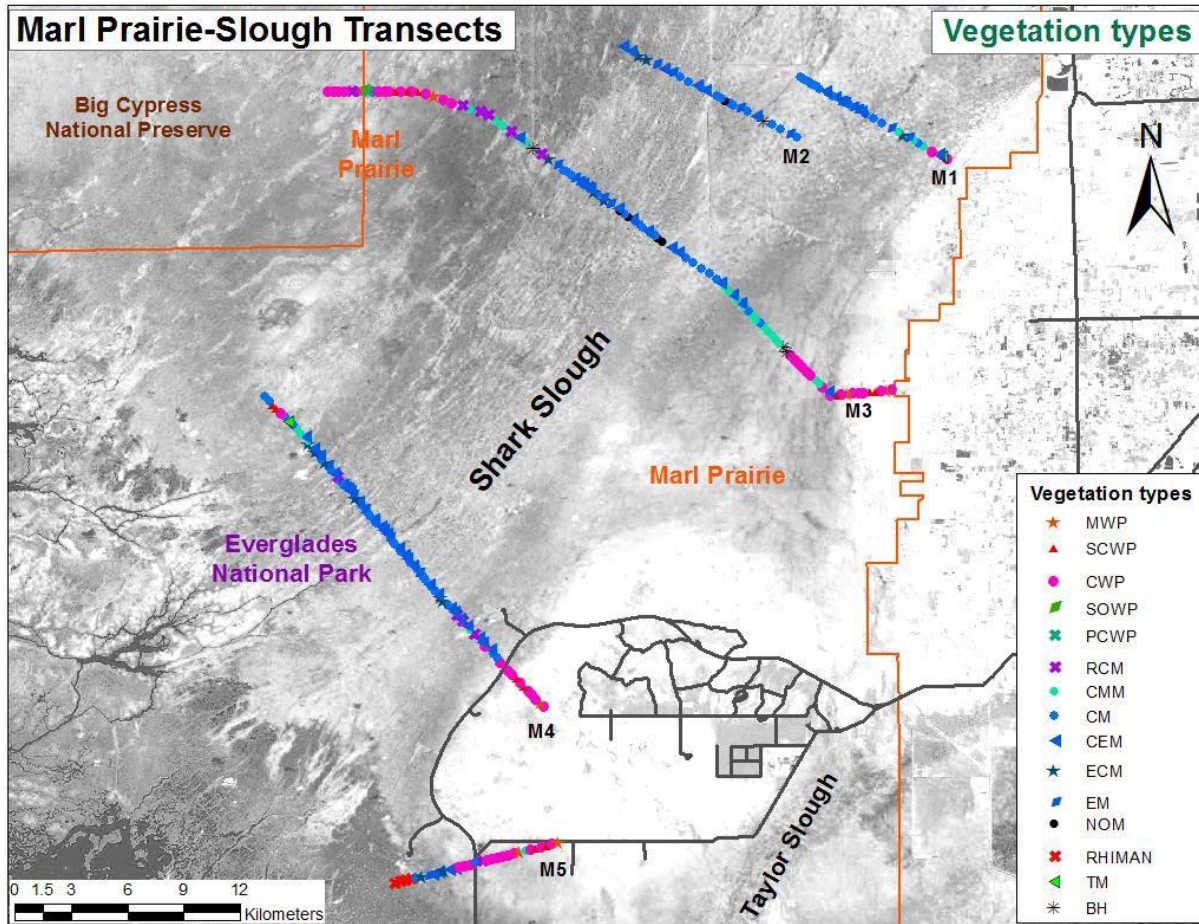 Marl Prairie-Slough Transects
Vegetation types
Big Cypress
National Preserve
Marl
Prairie
M2
M1
N
Shark Slough
M3
Marl Prairie
Everglades
National Park
M4
M5
Taylor Slough
Vegetation types
MWP
SCWP
CWP
SOWP
PCWP
RCM
CMM
CM
CEM
ECM
EM
NOM
RHIMAN
TM
BH
0 1.5 3 6 9 12
Kilometers